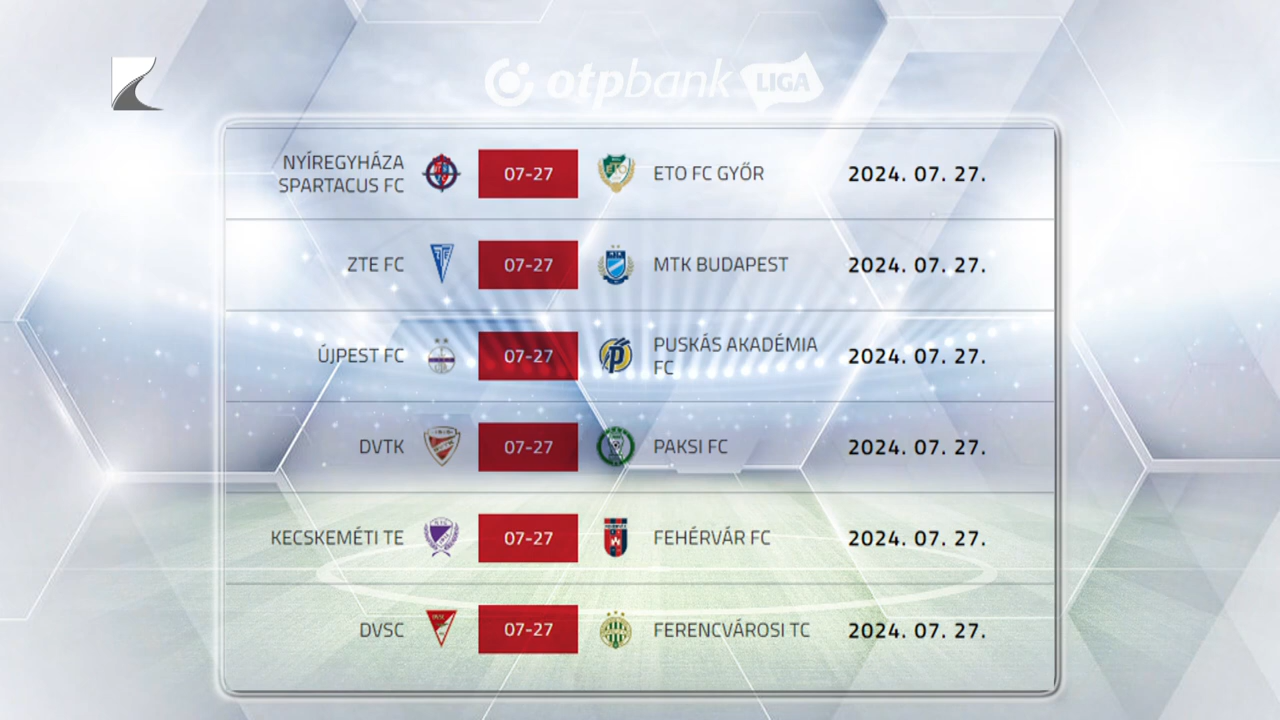 otpbank LIGA
NYÍREGYHÁZA
SPARTACUS FC
07-27
ETO FC GYŐR
2024. 07. 27.
ZTE FC
07-27
MTK BUDAPEST
2024. 07. 27.
ÚJPEST FC
07-27
PUSKÁS AKADÉMIA
FC
2024. 07. 27.
DVTK
07-27
PAKSI FC
2024. 07. 27.
KECSKEMÉTI TE
07-27
FEHÉRVÁR FC
2024. 07. 27.
DVSC
07-27
FERENCVÁROSI TC
2024. 07. 27.